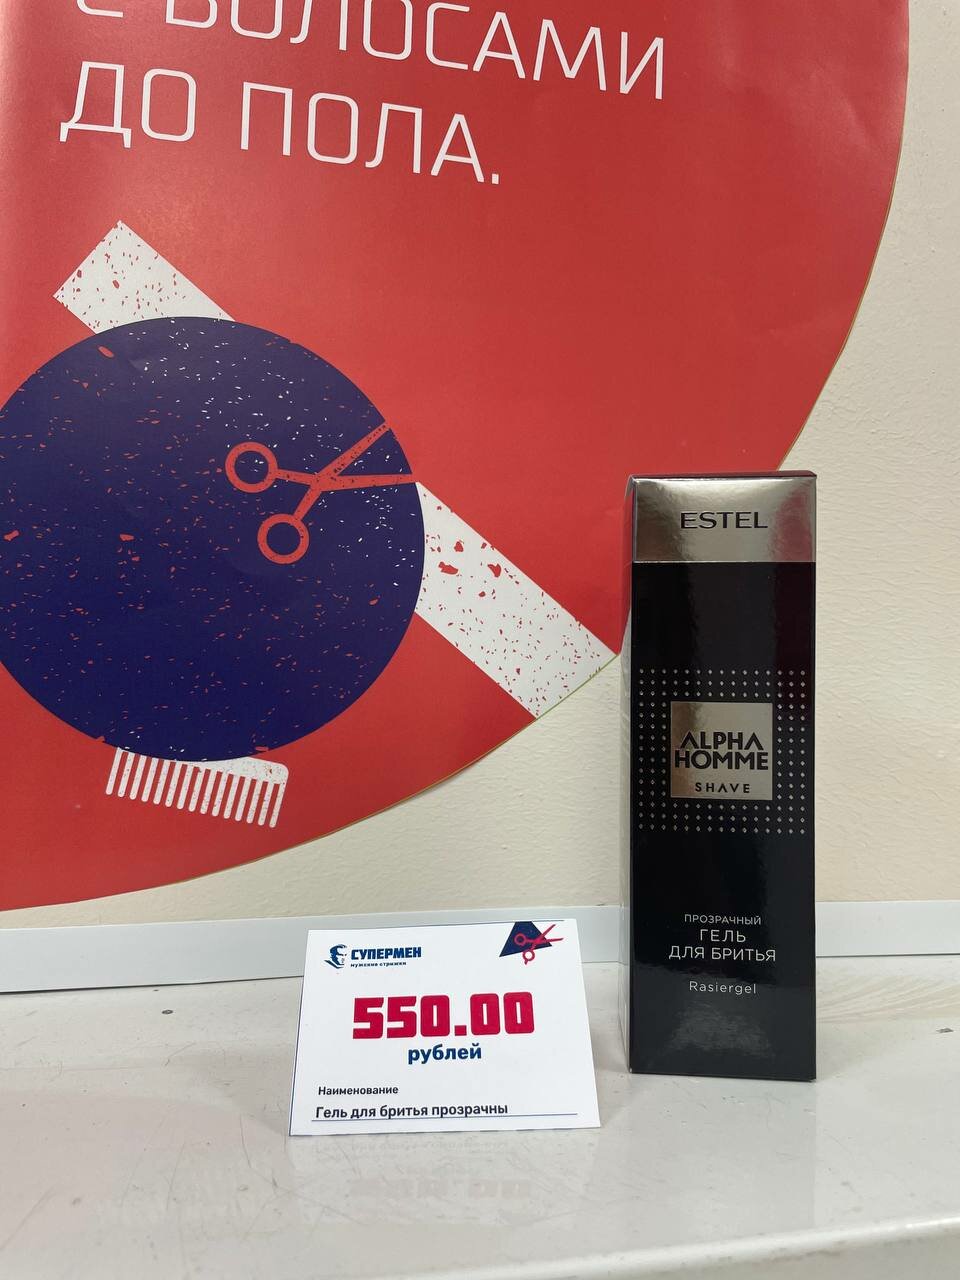 С ВОЛОСАМИ
ДО ПОЛА.
ESTEL
ALPHA
HOMME
SHAVE
ПРОЗРАЧНЫЙ
ГЕЛЬ
ДЛЯ БРИТЬЯ
Rasiergel
СУПЕРМЕН
мужские стрижки
550.00
рублей
Наименование
Гель для бритья прозрачны